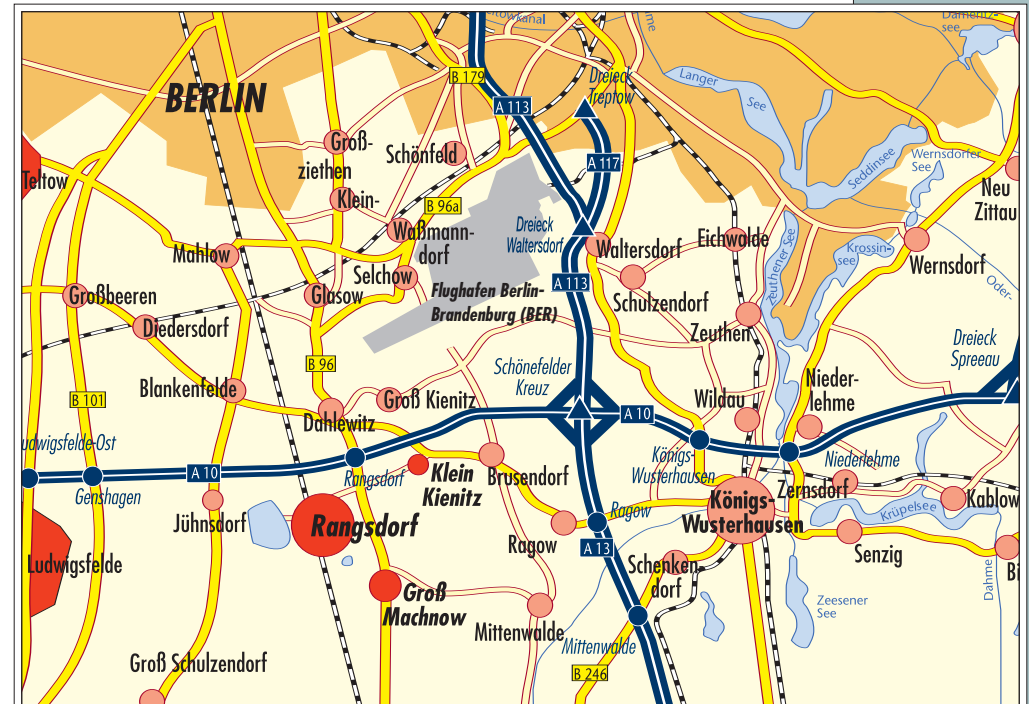 Dahme-
see
B 179
Dreieck
Treptow
Langer
See
BERLIN
A 113
Groß-
ziethen
Schönfeld
A 117
Seddinsee
Wernsdorfer
See
Teltow
Klein-
B 96a
Neu
Zittau
Waßmann-
dorf
Dreieck
Waltersdorf
Waltersdorf
Eichwalde
Zeuthener See
Krossin-
see
Wernsdorf
Mahlow
Selchow
A 113
Oder-
Großbeeren
Glasow
Flughafen Berlin-
Brandenburg (BER)
Schulzendorf
Diedersdorf
Zeuthen
Dreieck
Spreeau
B 96
Schönefelder
Kreuz
Blankenfelde
Groß Kienitz
Wildau
Nieder-
lehme
B 101
Dahlewitz
A 10
udwigsfelde-Ost
Genshagen
A 10
Rangsdorf
Klein
Kienitz
Brusendorf
Königs-
Wusterhausen
Niederlehme
Zernsdorf
Jühnsdorf
Rangsdorf
Ragow
Königs-
Wusterhausen
Kablow
Krüpelsee
Ragow
A 13
Senzig
Ludwigsfelde
Schenken-
dorf
Bi
Dahme
Groß
Machnow
Mittenwalde
Zeesener
See
Mittenwalde
Groß Schulzendorf
B 246